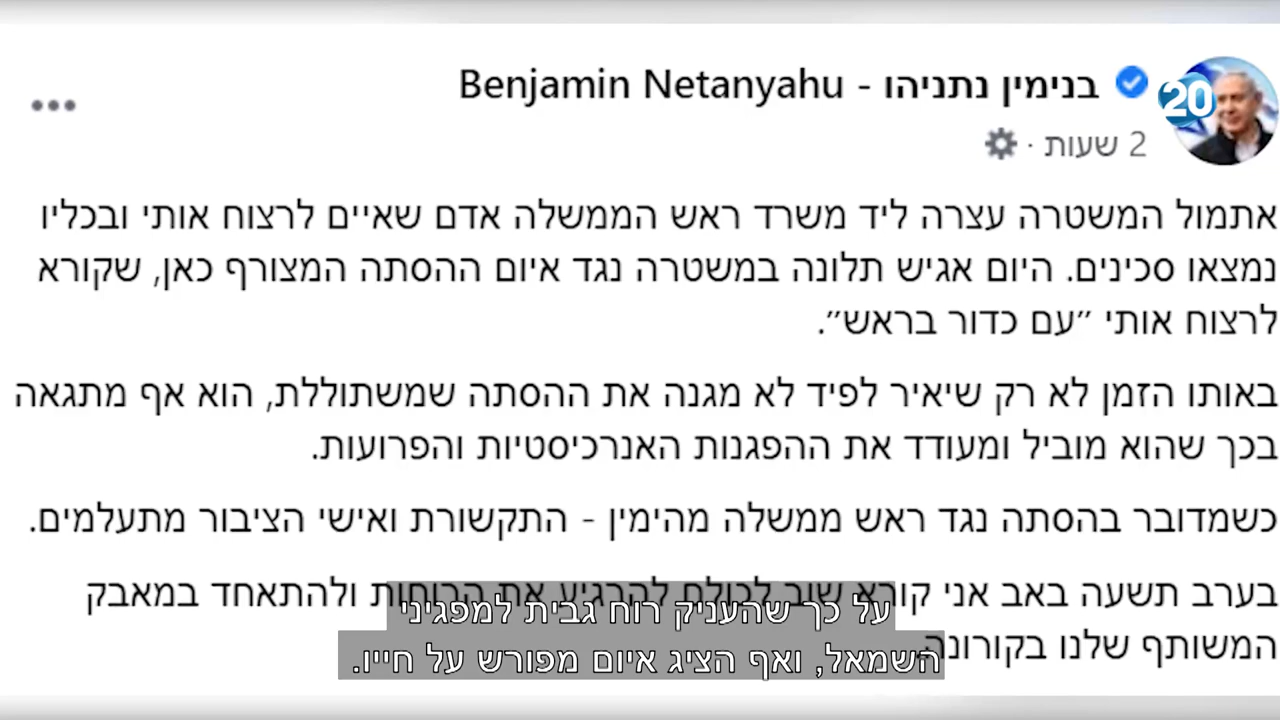 בנימין נתניהו - Benjamin Netanyahu
20
2 שעות ·
אתמול המשטרה עצרה ליד משרד ראש הממשלה אדם שאיים לרצוח אותי ובכליו
נמצאו סכינים. היום אגיש תלונה במשטרה נגד איום ההסתה המצורף כאן, שקורא
לרצוח אותי ״עם כדור בראש״.
באותו הזמן לא רק שיאיר לפיד לא מגנה את ההסתה שמשתוללת, הוא אף מתגאה
בכך שהוא מוביל ומעודד את ההפגנות האנרכיסטיות והפרועות.
כשמדובר בהסתה נגד ראש ממשלה מהימין - התקשורת ואישי הציבור מתעלמים.
בערב תשעה באב אני קורא שוב לכולם להרגיע את הרוחות ולהתאחד במאבק
המשותף שלנו בקורונה
על כך שהעניק רוח גבית למפגיני
השמאל, ואף הציג איום מפורש על חייו.